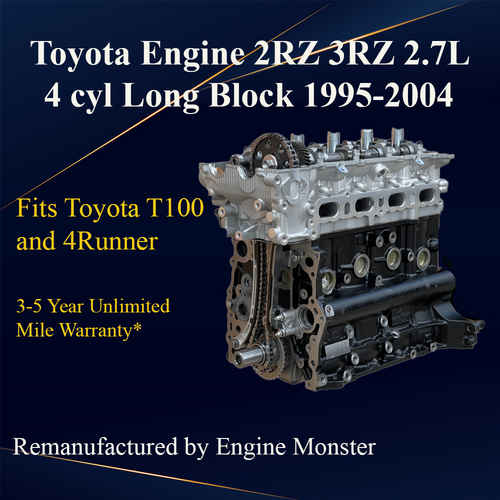 Toyota Engine 2RZ 3RZ 2.7L
4 cyl Long Block 1995-2004
Fits Toyota T100
and 4Runner
3-5 Year Unlimited
Mile Warranty*
Remanufactured by Engine Monster